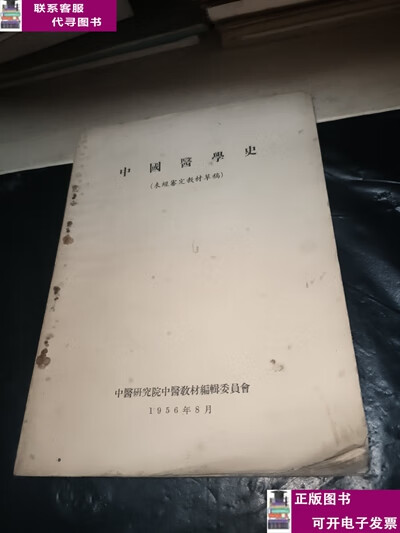 联系客服
代寻图书
中國醫學史
(未經審定教材草稿)
中醫研究院中醫教材編輯委員會
1956年8月
正版图书
可开电子发票